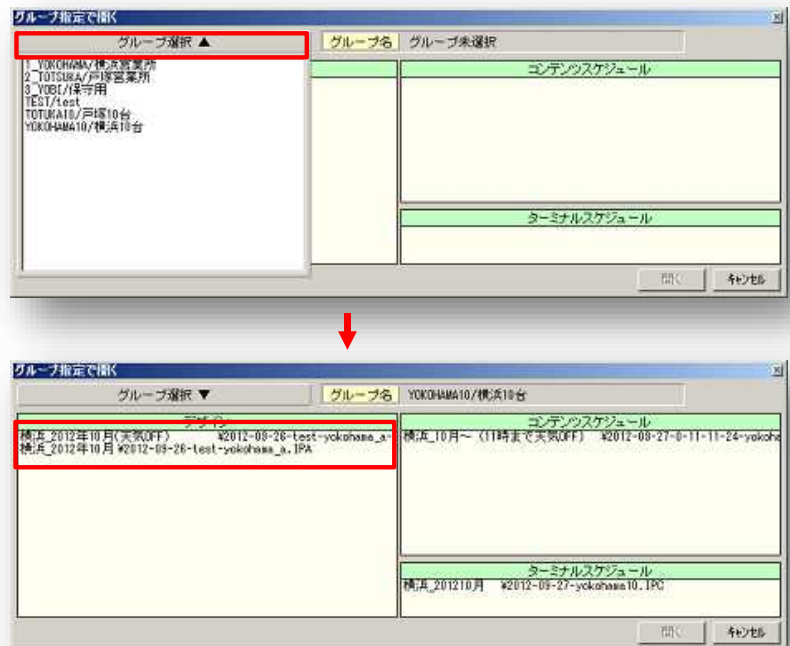 グループ指定で開く
グループ選択 ▲
グループ名 グループ未選択
1_YOKOHAMA/横浜営業所
2_TOTSUKA/戸塚営業所
3_YOBI/保守用
TEST/test
TOTUKA10/戸塚10台
YOKOHAMA10/横浜10台
コンテンツスケジュール
ターミナルスケジュール
開く キャンセル
グループ指定で開く
グループ選択 ▼
グループ名 YOKOHAMA10/横浜10台
デザイン
横浜_2012年10月(天気OFF) ¥2012-09-26-test-yokohama_a-
横浜_2012年10月 ¥2012-09-26-test-yokohama_a.IPA
コンテンツスケジュール
横浜_10月～ (11時まで天気OFF) ¥2012-09-27-0-11-11-24-yokoha
ターミナルスケジュール
横浜_201210月 ¥2012-09-27-yokohama10.IPC
開く キャンセル